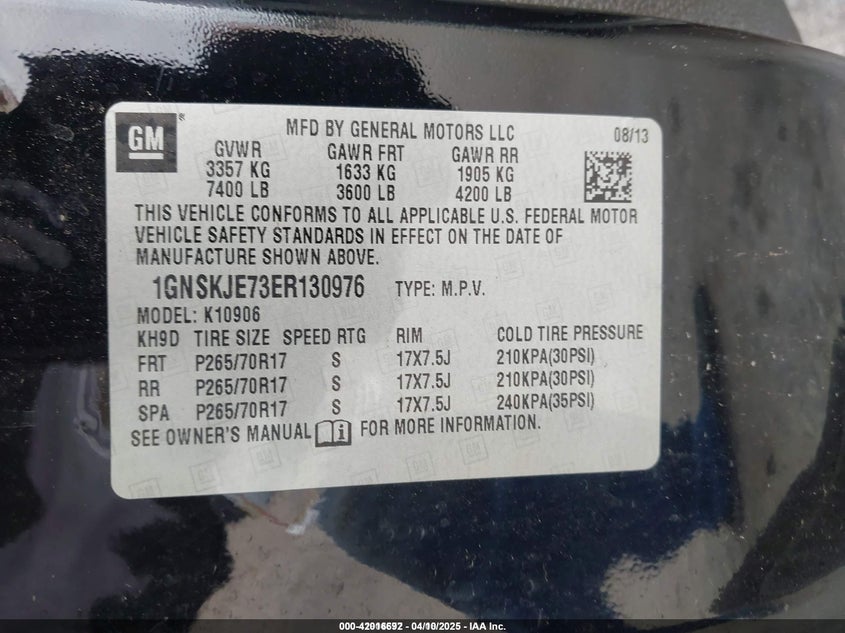 GM
MFD BY GENERAL MOTORS LLC 08/13
GVWR GAWR FRT GAWR RR
3357 KG 1633 KG 1905 KG
7400 LB 3600 LB 4200 LB
THIS VEHICLE CONFORMS TO ALL APPLICABLE U.S. FEDERAL MOTOR
VEHICLE SAFETY STANDARDS IN EFFECT ON THE DATE OF
MANUFACTURE SHOWN ABOVE.
1GNSKJE73ER130976 TYPE: M.P.V.
MODEL: K10906
KH9D TIRE SIZE SPEED RTG RIM COLD TIRE PRESSURE
FRT P265/70R17 S 17X7.5J 210KPA(30PSI)
RR P265/70R17 S 17X7.5J 210KPA(30PSI)
SPA P265/70R17 S 17X7.5J 240KPA(35PSI)
SEE OWNER'S MANUAL i FOR MORE INFORMATION.
000-42016692 - 04/10/2025 - IAA Inc.